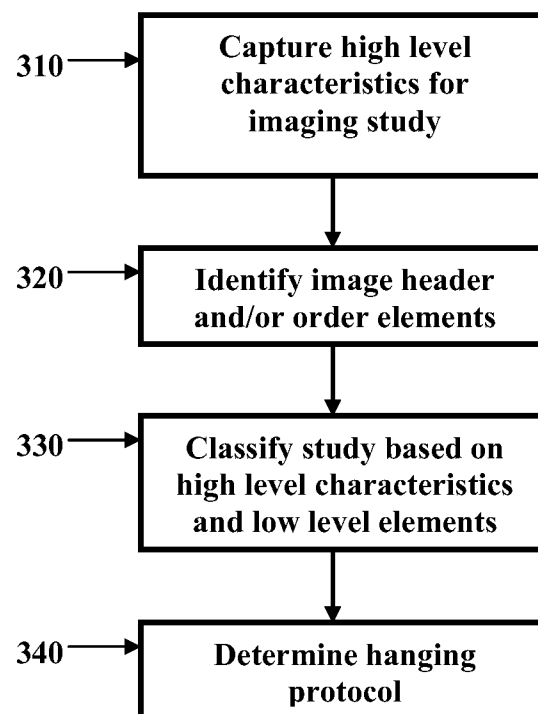 310
Capture high level
characteristics for
imaging study
320
Identify image header
and/or order elements
330
Classify study based on
high level characteristics
and low level elements
340
Determine hanging
protocol